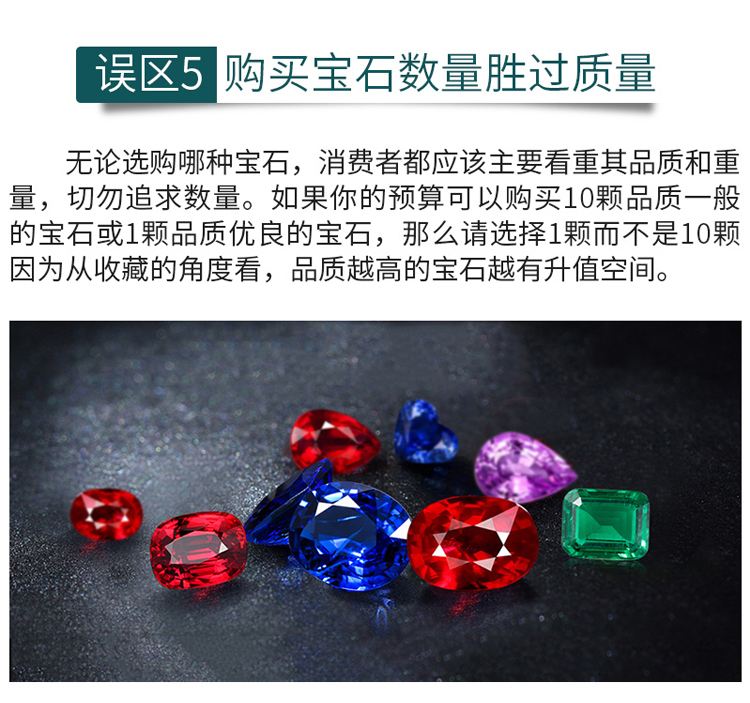 误区5 购买宝石数量胜过质量
无论选购哪种宝石，消费者都应该主要看重其品质和重
量，切勿追求数量。如果你的预算可以购买10颗品质一般
的宝石或1颗品质优良的宝石，那么请选择1颗而不是10颗
因为从收藏的角度看，品质越高的宝石越有升值空间。